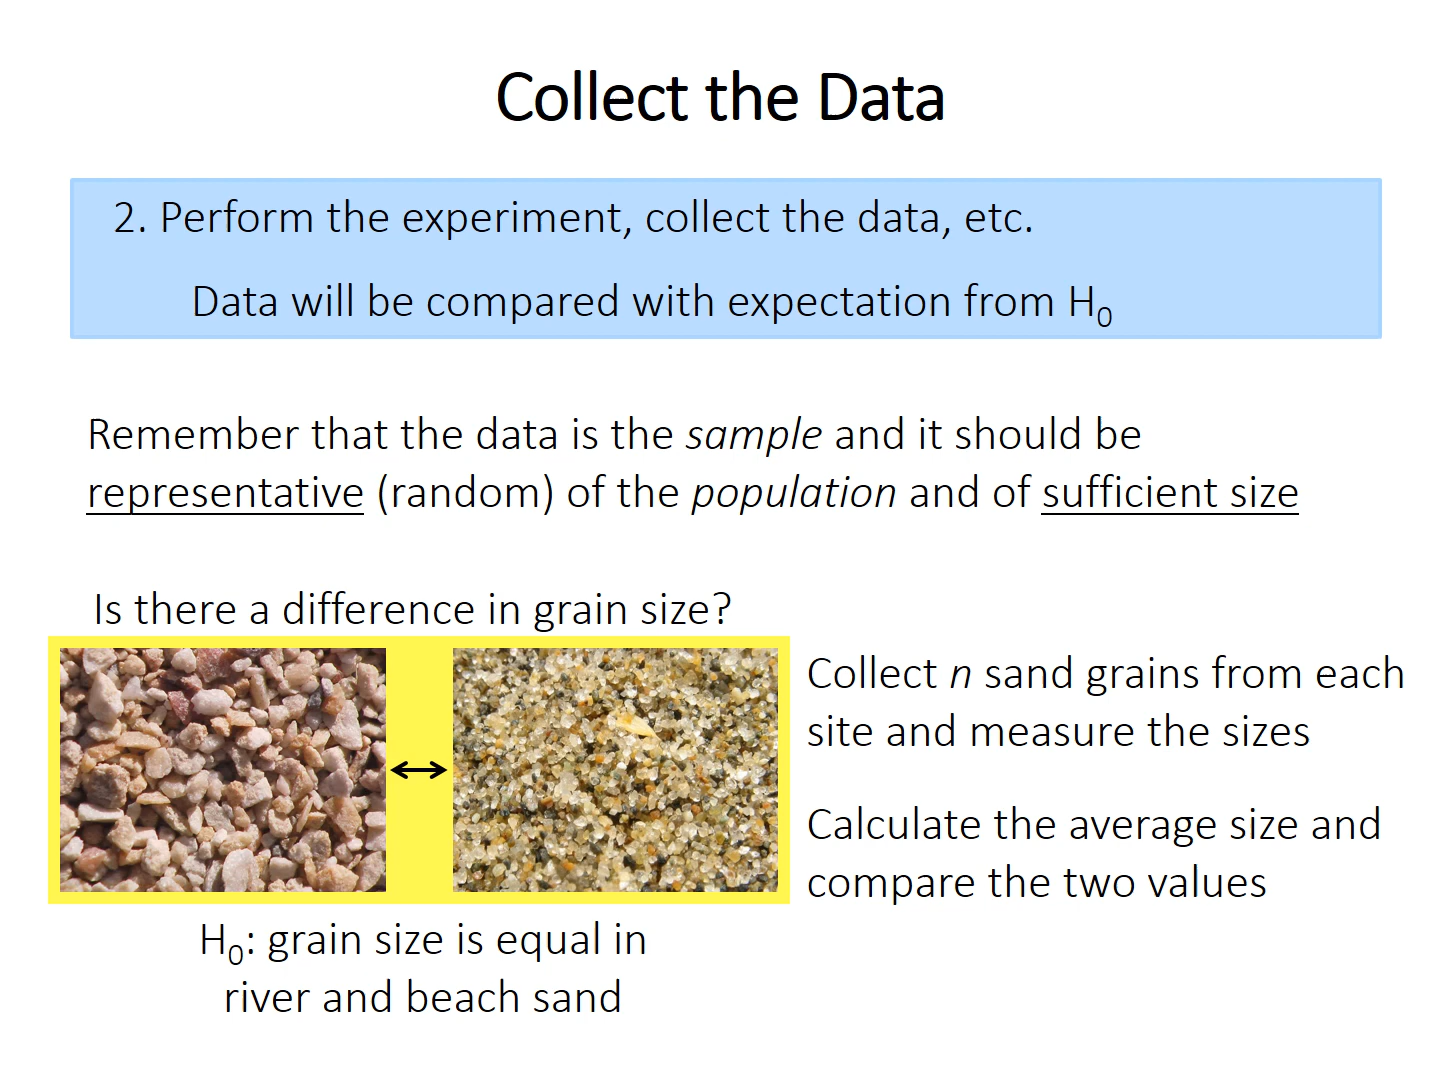 Collect the Data
2. Perform the experiment, collect the data, etc.
Data will be compared with expectation from H₀
Remember that the data is the sample and it should be
representative (random) of the population and of sufficient size
Is there a difference in grain size?
Collect n sand grains from each
site and measure the sizes
Calculate the average size and
compare the two values
H₀: grain size is equal in
river and beach sand